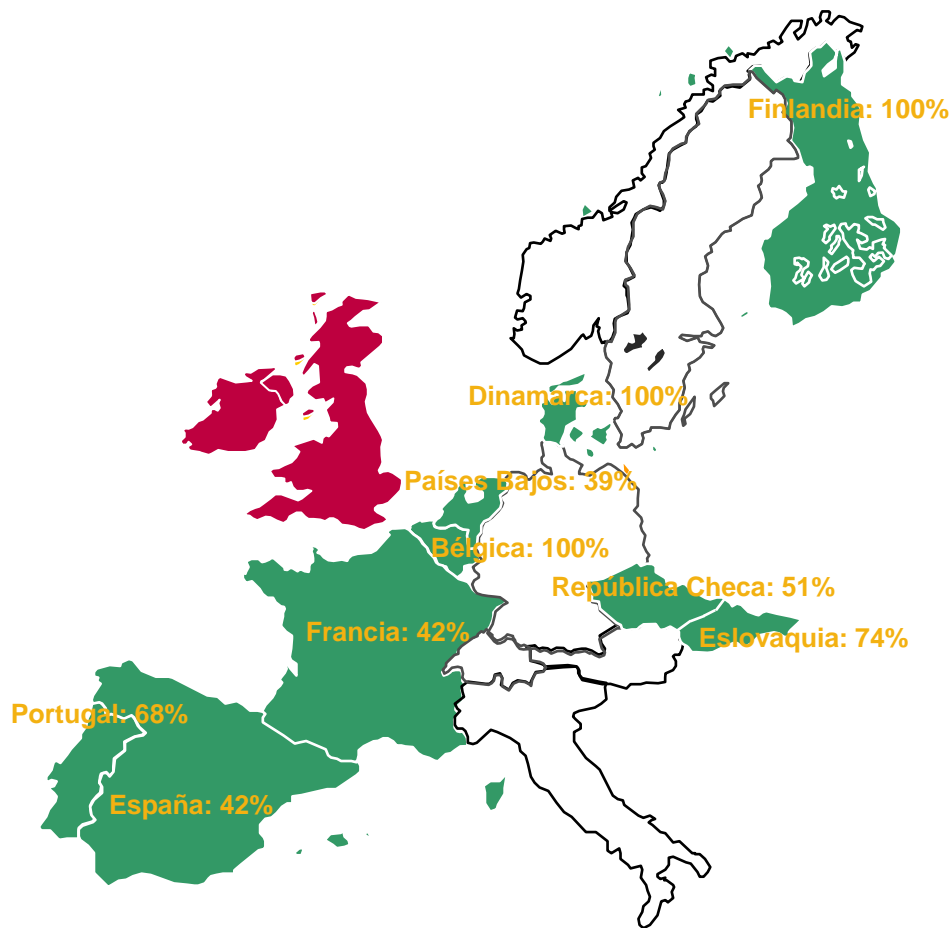 Finlandia: 100%
Dinamarca: 100%
Países Bajos: 39%
Bélgica: 100%
República Checa: 51%
Francia: 42%
Eslovaquia: 74%
Portugal: 68%
España: 42%